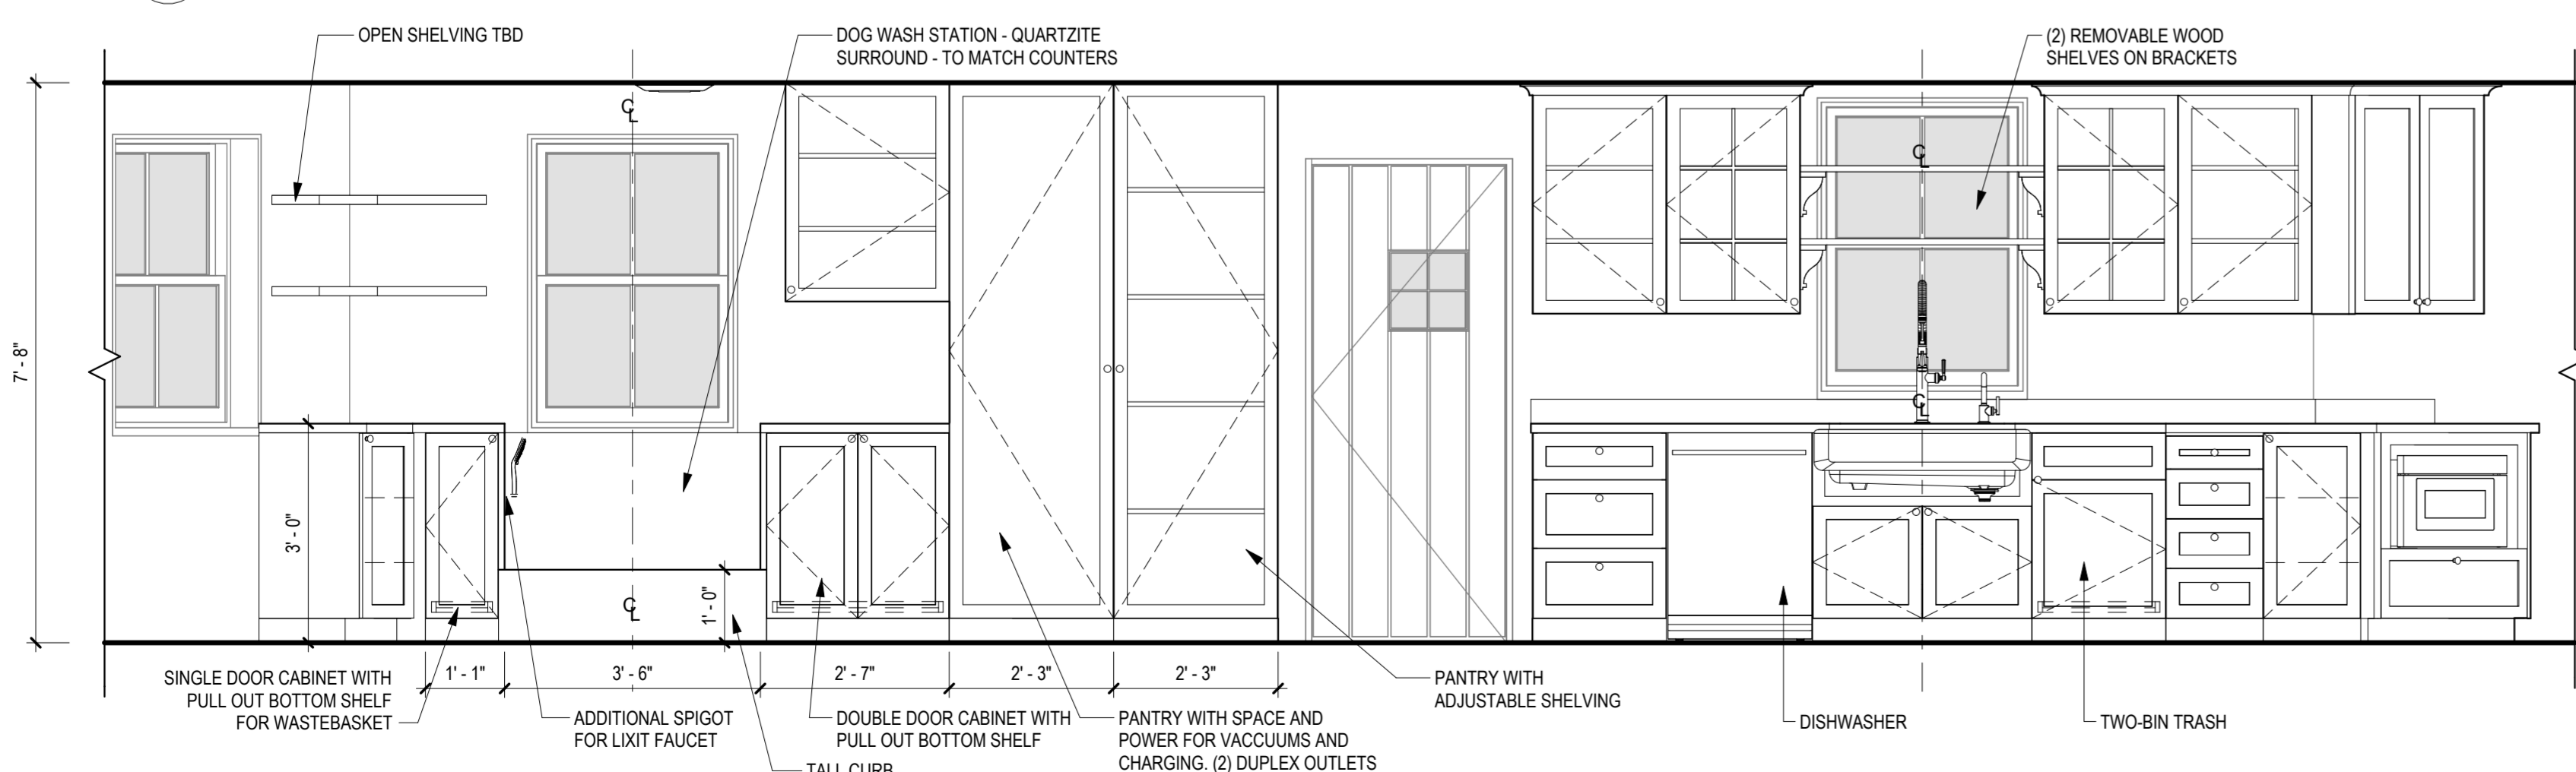 OPEN SHELVING TBD
DOG WASH STATION - QUARTZITE
SURROUND - TO MATCH COUNTERS
(2) REMOVABLE WOOD
SHELVES ON BRACKETS
℄
℄
7' - 8"
℄
3' - 0"
℄
1' - 0"
1' - 1"
3' - 6"
2' - 7"
2' - 3"
2' - 3"
SINGLE DOOR CABINET WITH
PULL OUT BOTTOM SHELF
FOR WASTEBASKET
ADDITIONAL SPIGOT
FOR LIXIT FAUCET
DOUBLE DOOR CABINET WITH
PULL OUT BOTTOM SHELF
PANTRY WITH SPACE AND
POWER FOR VACCUUMS AND
CHARGING. (2) DUPLEX OUTLETS
PANTRY WITH
ADJUSTABLE SHELVING
DISHWASHER
TWO-BIN TRASH
TALL CURB